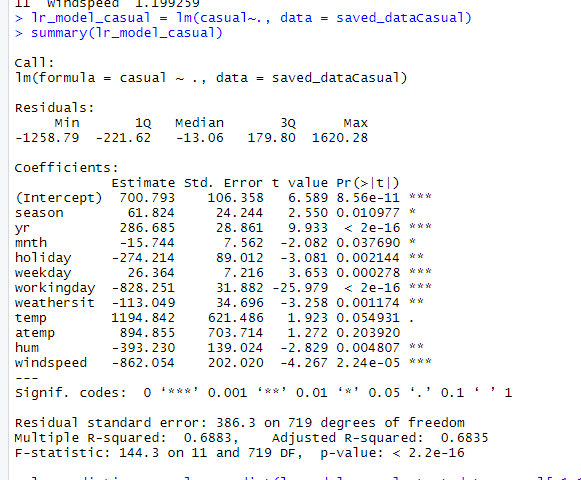 11  windspeed  1.199259
> lr_model_casual = lm(casual~., data = saved_dataCasual)
> summary(lr_model_casual)
Call:
lm(formula = casual ~ ., data = saved_dataCasual)
Residuals:
     Min       1Q   Median       3Q      Max
-1258.79  -221.62   -13.06   179.80  1620.28
Coefficients:
            Estimate Std. Error t value Pr(>|t|)
(Intercept)  700.793    106.358   6.589 8.56e-11 ***
season        61.824     24.244   2.550 0.010977 *
yr           286.685     28.861   9.933  < 2e-16 ***
mnth         -15.744      7.562  -2.082 0.037690 *
holiday     -274.214     89.012  -3.081 0.002144 **
weekday       26.364      7.216   3.653 0.000278 ***
workingday  -828.251     31.882 -25.979  < 2e-16 ***
weathersit  -113.049     34.696  -3.258 0.001174 **
temp        1194.842    621.486   1.923 0.054931 .
atemp        894.855    703.714   1.272 0.203920
hum         -393.230    139.024  -2.829 0.004807 **
windspeed   -862.054    202.020  -4.267 2.24e-05 ***
---
Signif. codes:  0 ‘***’ 0.001 ‘**’ 0.01 ‘*’ 0.05 ‘.’ 0.1 ‘ ’ 1
Residual standard error: 386.3 on 719 degrees of freedom
Multiple R-squared:  0.6883,    Adjusted R-squared:  0.6835
F-statistic: 144.3 on 11 and 719 DF,  p-value: < 2.2e-16